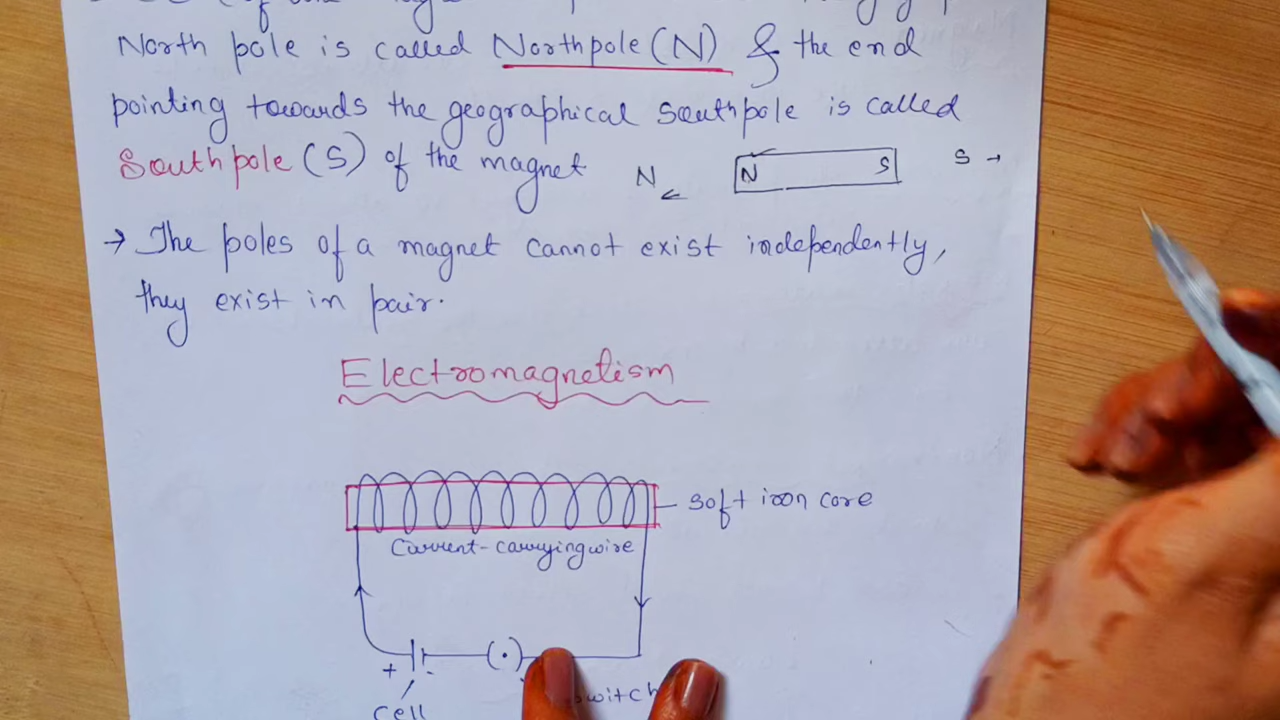 North pole is called Northpole (N) & the end
pointing towards the geographical southpole is called
Southpole (S) of the magnet
N
N S
S
→ The poles of a magnet cannot exist independently,
they exist in pair.
Electromagnetism
soft iron core
Current-carrying wire
+ -
Cell
switch